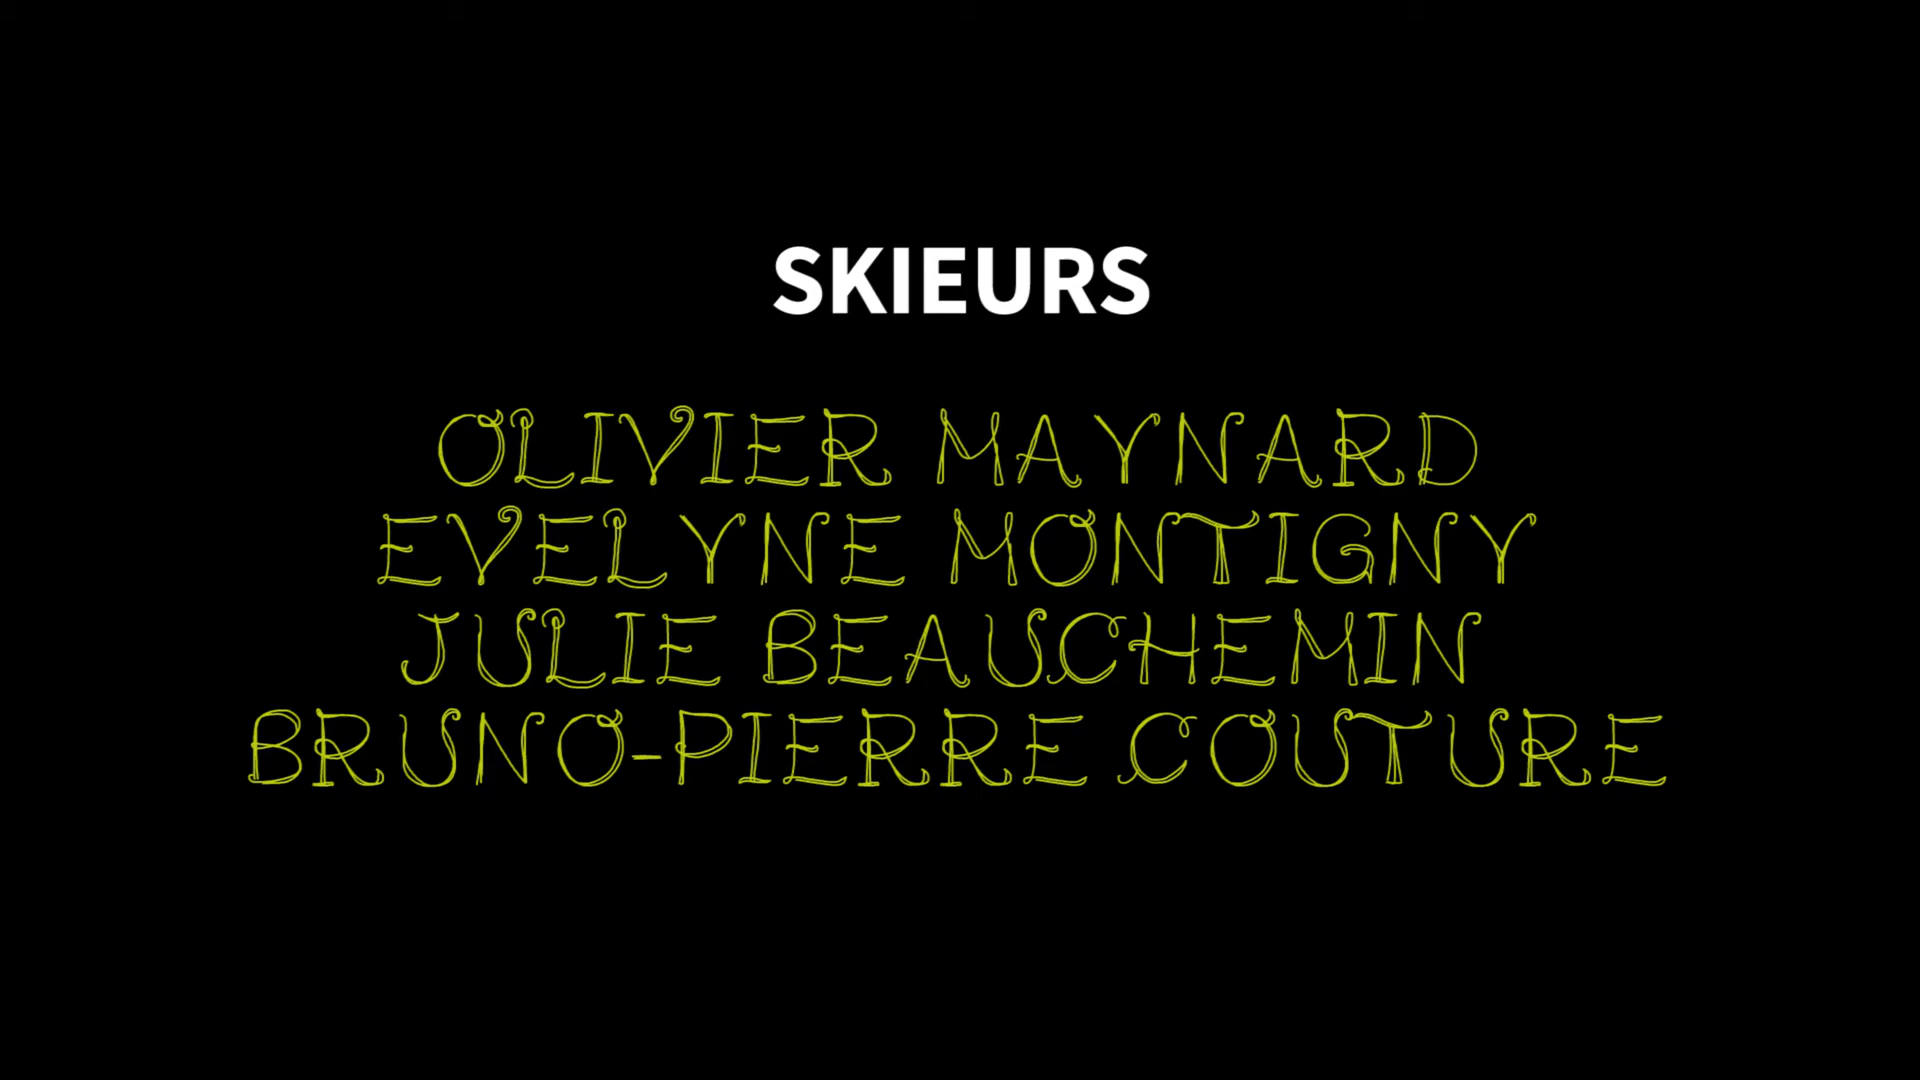 SKIEURS
OLIVIER MAYNARD
EVELYNE MONTIGNY
JULIE BEAUCHEMIN
BRUNO-PIERRE COUTURE